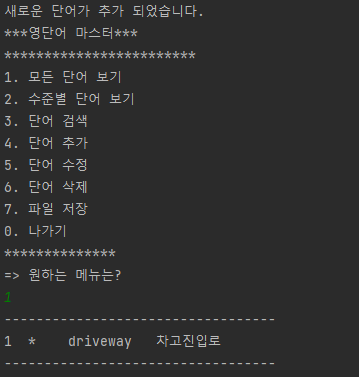 새로운 단어가 추가 되었습니다.
***영단어 마스터***
************************
1. 모든 단어 보기
2. 수준별 단어 보기
3. 단어 검색
4. 단어 추가
5. 단어 수정
6. 단어 삭제
7. 파일 저장
0. 나가기
**************
=> 원하는 메뉴는?
1
----------------------------------
1  *    driveway   차고진입로
----------------------------------